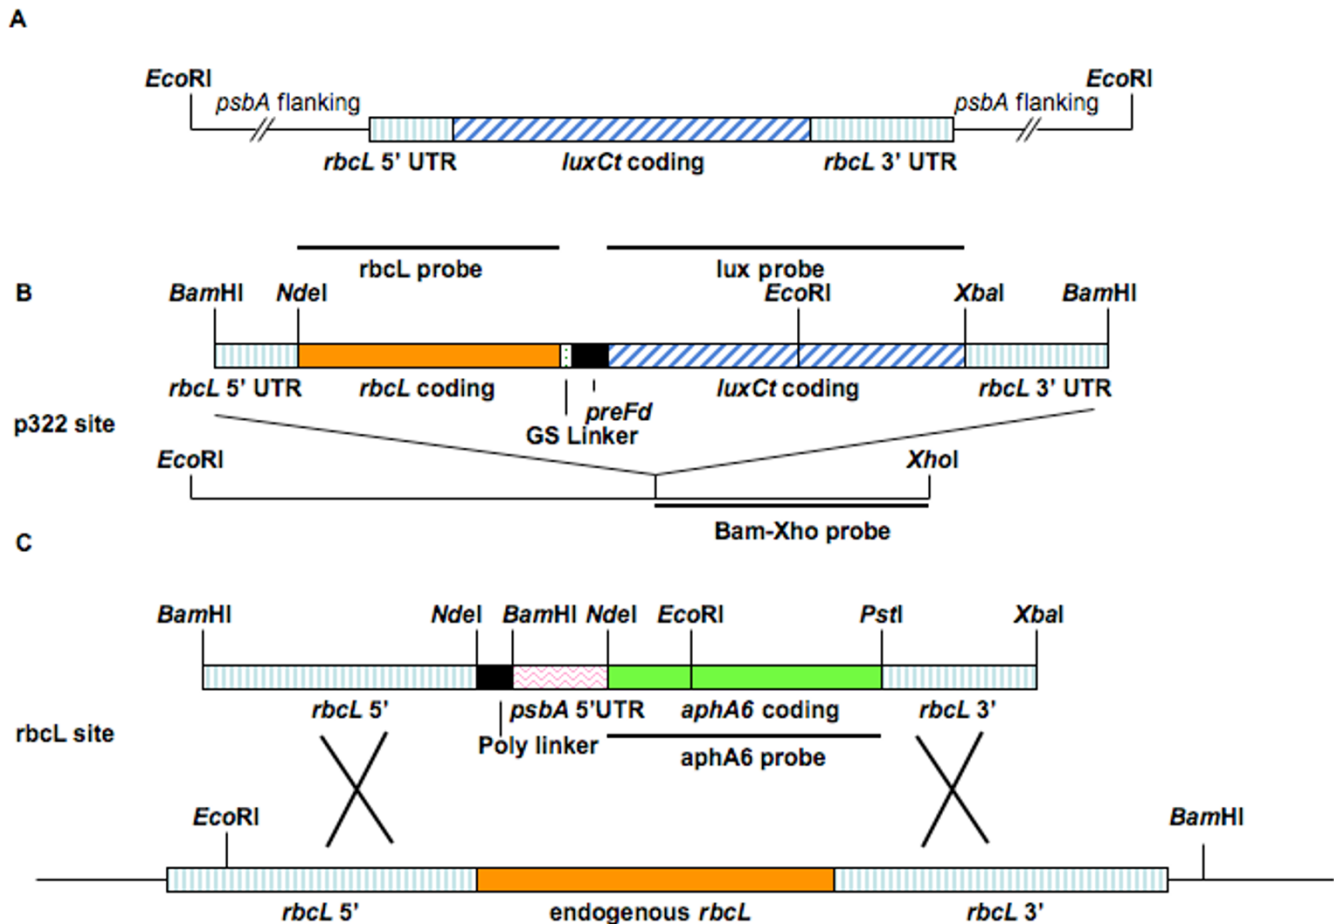 A
EcoRI EcoRI
psbA flanking psbA flanking
rbcL 5' UTR luxCt coding rbcL 3' UTR
rbcL probe lux probe
B
BamHI NdeI EcoRI XbaI BamHI
rbcL 5' UTR rbcL coding luxCt coding rbcL 3' UTR
preFd
p322 site
GS Linker
EcoRI XhoI
Bam-Xho probe
C
BamHI NdeI BamHI NdeI EcoRI PstI XbaI
rbcL 5' psbA 5'UTR aphA6 coding rbcL 3'
rbcL site
Poly linker
aphA6 probe
EcoRI BamHI
rbcL 5' endogenous rbcL rbcL 3'